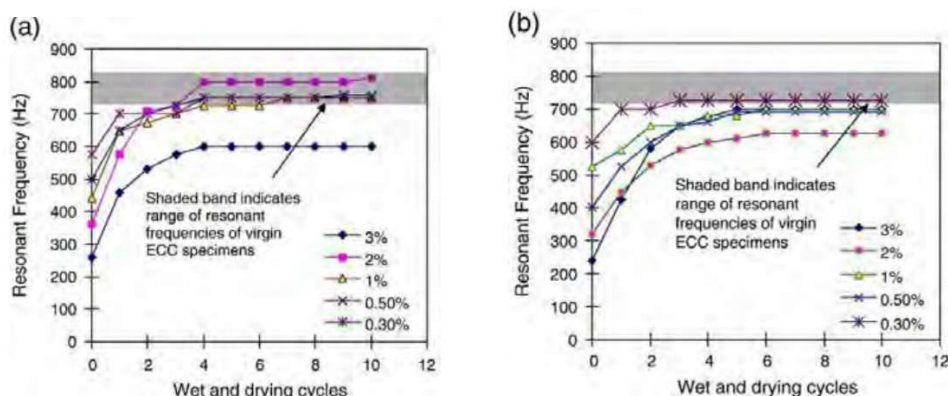 (a)
900
800
700
600
500
400
300
200
100
0
Resonant Frequency (Hz)
Shaded band indicates
range of resonant
frequencies of virgin
ECC specimens
3%
2%
1%
0.50%
0.30%
0 2 4 6 8 10 12
Wet and drying cycles
(b)
900
800
700
600
500
400
300
200
100
0
Resonant Frequency (Hz)
Shaded band indicates
range of resonant
frequencies of virgin
ECC specimens
3%
2%
1%
0.50%
0.30%
0 2 4 6 8 10 12
Wet and drying cycles